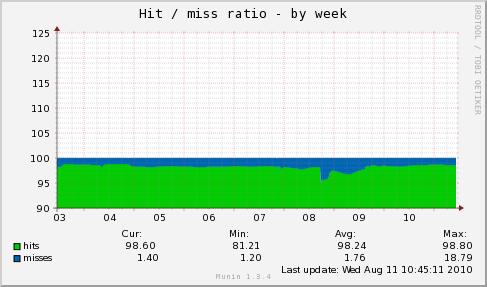 Hit / miss ratio - by week
RRDTOOL / TOBI OETIKER
125
120
115
110
105
100
95
90
03 04 05 06 07 08 09 10
Cur: Min: Avg: Max:
hits 98.60 81.21 98.24 98.80
misses 1.40 1.20 1.76 18.79
Last update: Wed Aug 11 10:45:11 2010
Munin 1.3.4